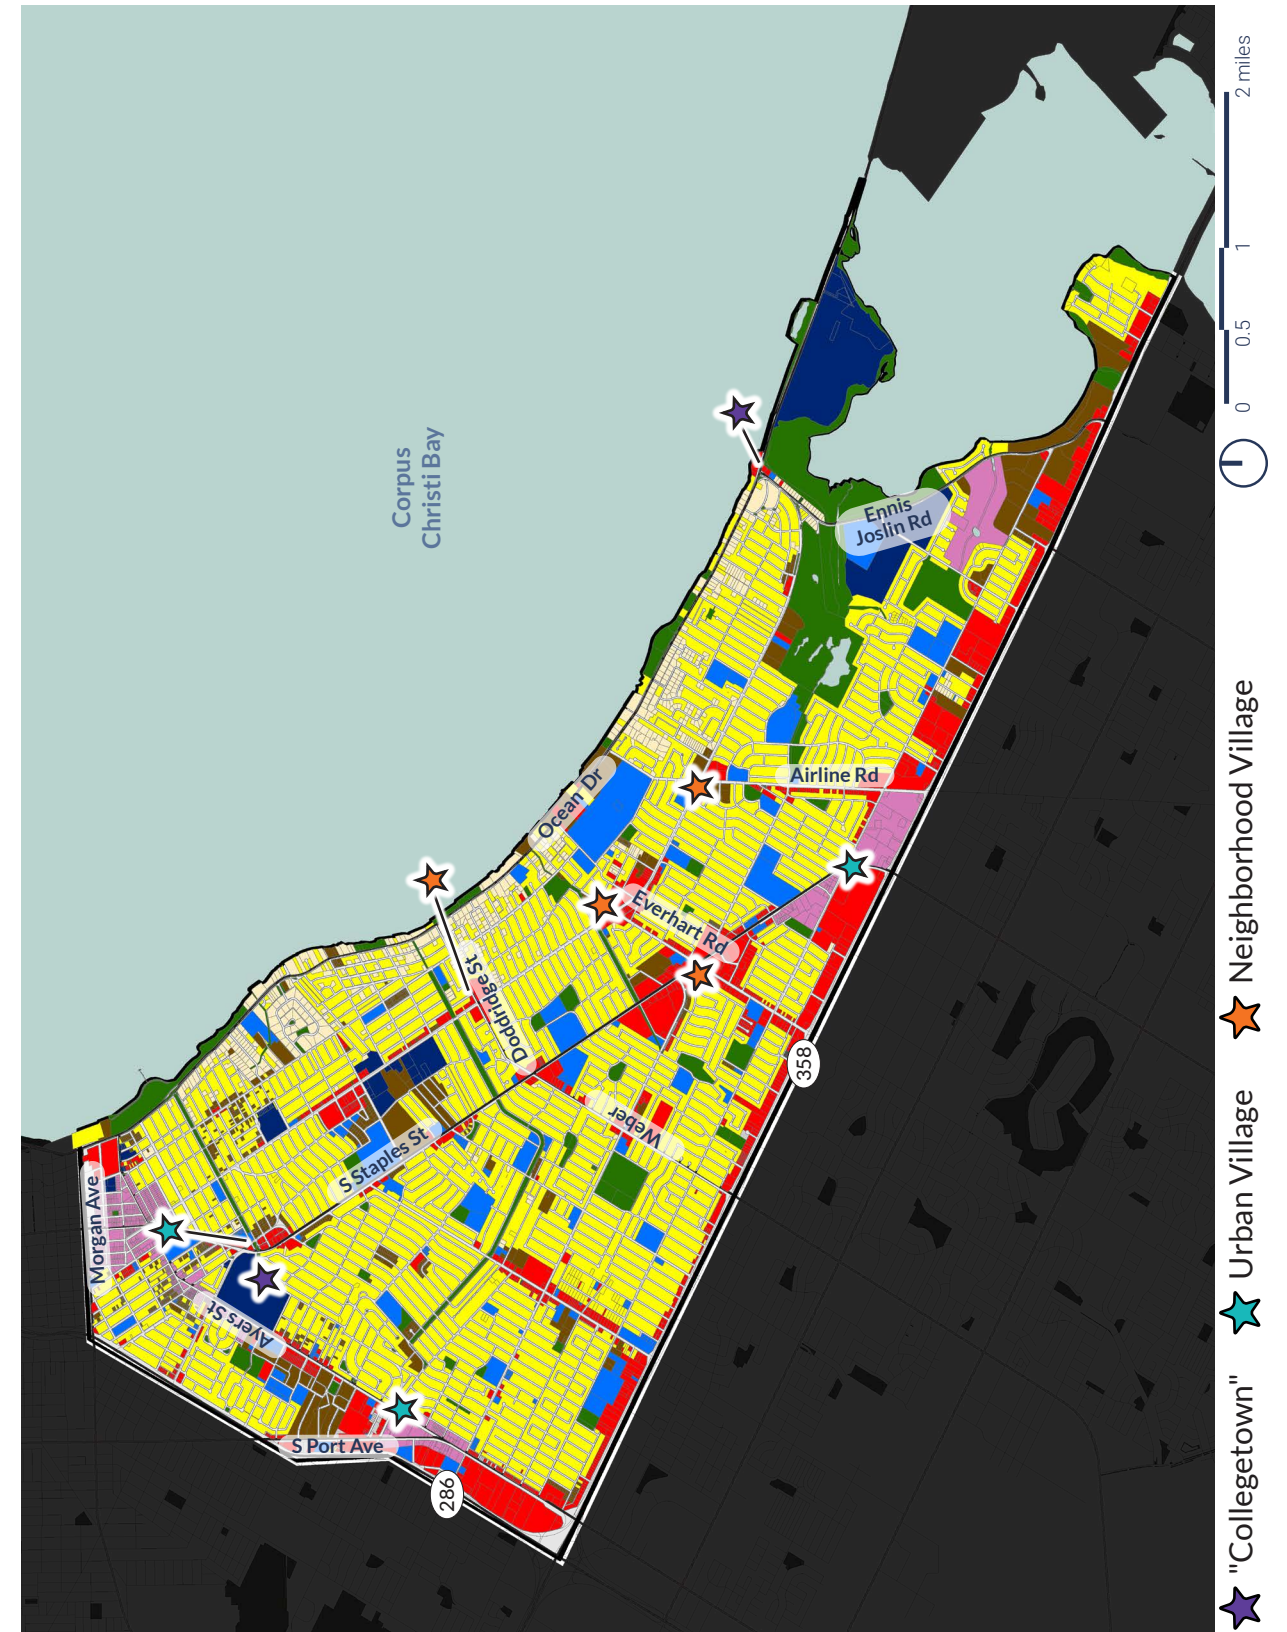 Corpus
Christi Bay
Ennis
Joslin Rd
Airline Rd
Ocean Dr
Everhart Rd
Doddridge St
Weber
S Staples St
Morgan Ave
Ayers St
S Port Ave
358
286
"Collegetown"
Urban Village
Neighborhood Village
0
0.5
1
2 miles